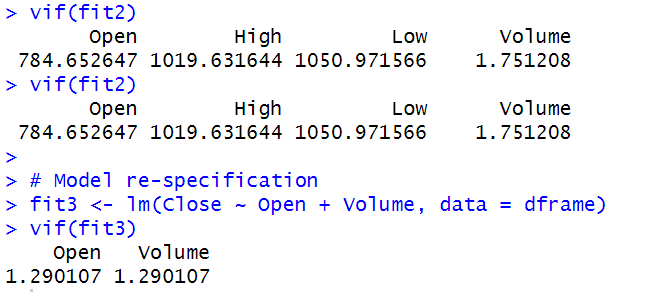 > vif(fit2)
Open High Low Volume
784.652647 1019.631644 1050.971566 1.751208
> vif(fit2)
Open High Low Volume
784.652647 1019.631644 1050.971566 1.751208
>
> # Model re-specification
> fit3 <- lm(Close ~ Open + Volume, data = dframe)
> vif(fit3)
Open Volume
1.290107 1.290107